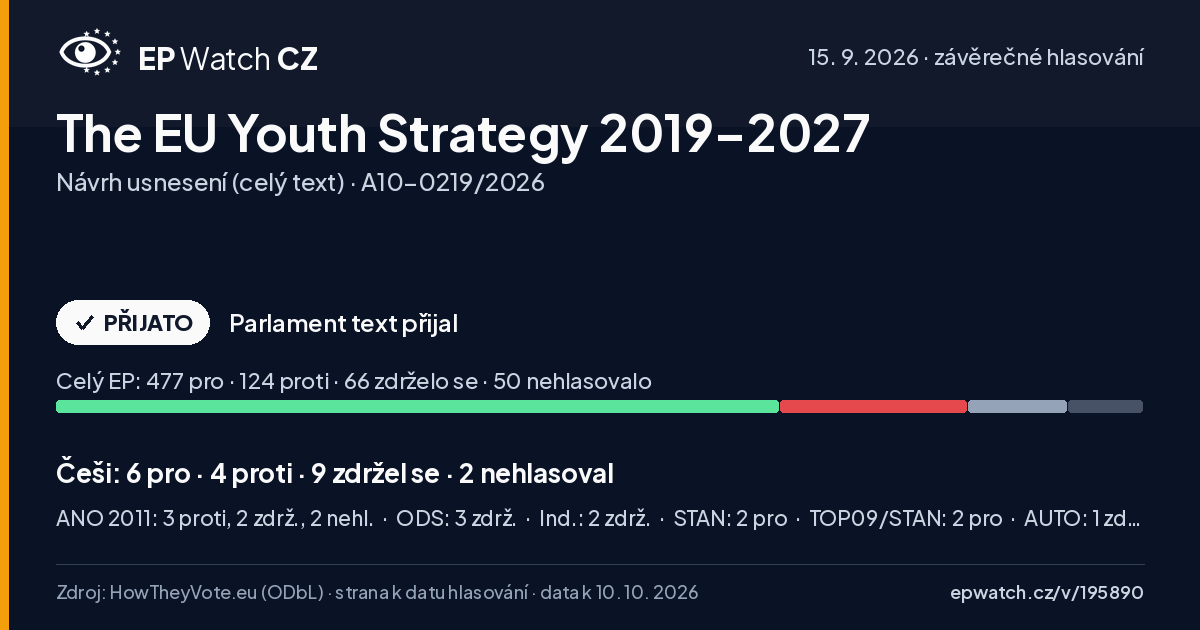 EP Watch CZ
15. 9. 2026 · závěrečné hlasování
The EU Youth Strategy 2019–2027
Návrh usnesení (celý text) · A10–0219/2026
✓ PŘIJATO Parlament text přijal
Celý EP: 477 pro · 124 proti · 66 zdrželo se · 50 nehlasovalo
Češi: 6 pro · 4 proti · 9 zdržel se · 2 nehlasoval
ANO 2011: 3 proti, 2 zdrž., 2 nehl. · ODS: 3 zdrž. · Ind.: 2 zdrž. · STAN: 2 pro · TOP09/STAN: 2 pro · AUTO: 1 zd…
Zdroj: HowTheyVote.eu (ODbL) · strana k datu hlasování · data k 10. 10. 2026
epwatch.cz/v/195890